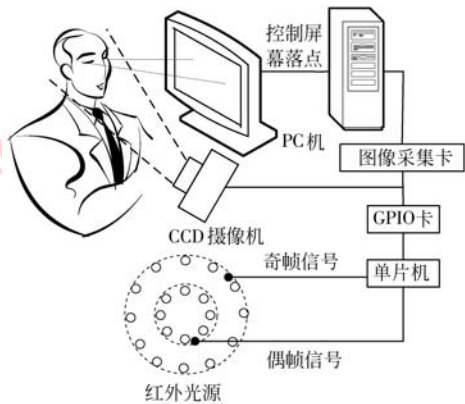 控制屏
幕落点
PC机
图像采集卡
CCD摄像机
GPIO卡
奇帧信号
单片机
偶帧信号
红外光源